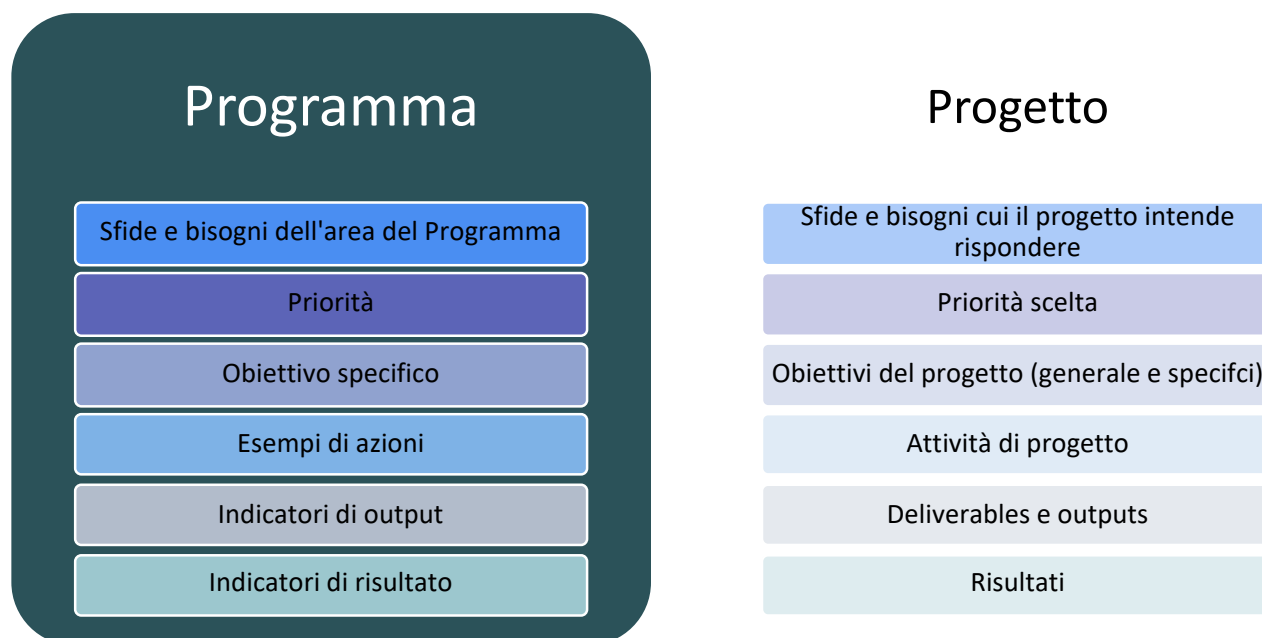 Programma
Sfide e bisogni dell'area del Programma
Priorità
Obiettivo specifico
Esempi di azioni
Indicatori di output
Indicatori di risultato
Progetto
Sfide e bisogni cui il progetto intende
rispondere
Priorità scelta
Obiettivi del progetto (generale e specifci)
Attività di progetto
Deliverables e outputs
Risultati